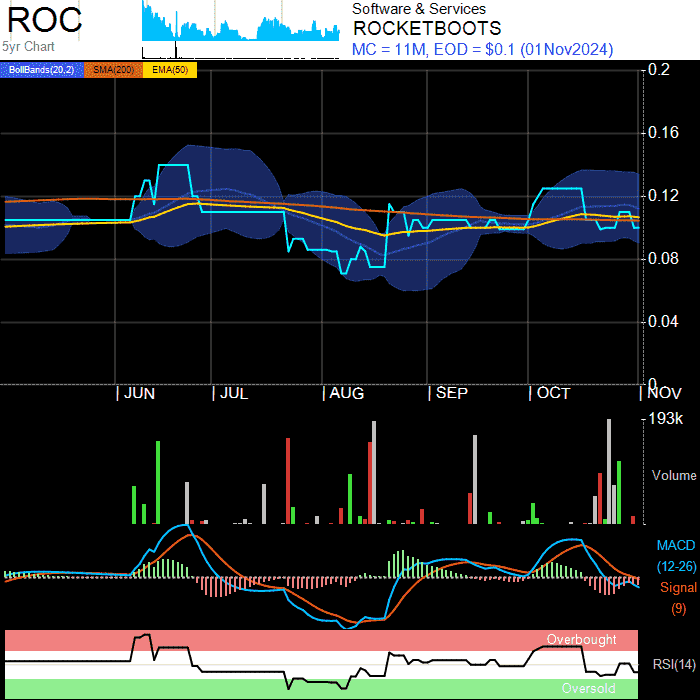 ROC
5yr Chart
Software & Services
ROCKETBOOTS
MC = 11M, EOD = $0.1 (01Nov2024)
BollBands(20,2) SMA(200) EMA(50)
0.2
0.16
0.12
0.08
0.04
0
JUN JUL AUG SEP OCT NOV
193k
Volume
MACD
(12-26)
Signal
(9)
Overbought
RSI(14)
Oversold